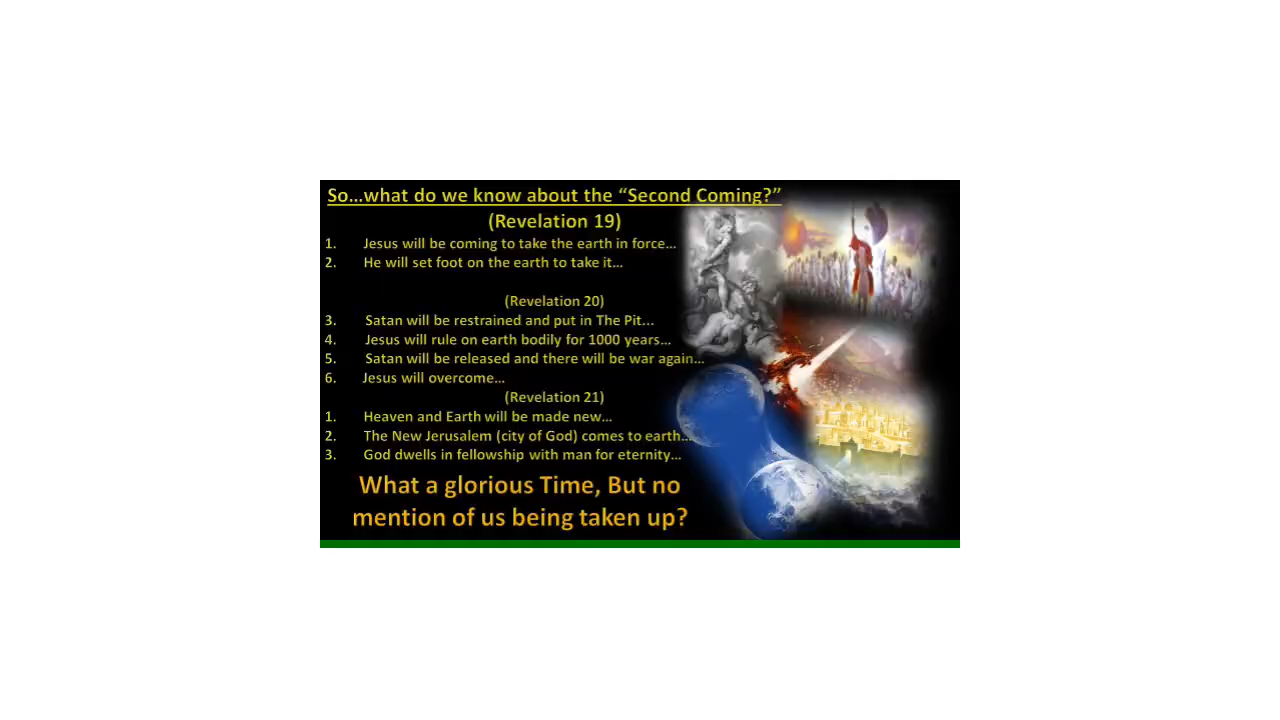 So...what do we know about the “Second Coming?”
(Revelation 19)
1. Jesus will be coming to take the earth in force...
2. He will set foot on the earth to take it...
(Revelation 20)
3. Satan will be restrained and put in The Pit...
4. Jesus will rule on earth bodily for 1000 years...
5. Satan will be released and there will be war again...
6. Jesus will overcome...
(Revelation 21)
1. Heaven and Earth will be made new...
2. The New Jerusalem (city of God) comes to earth...
3. God dwells in fellowship with man for eternity...
What a glorious Time, But no
mention of us being taken up?